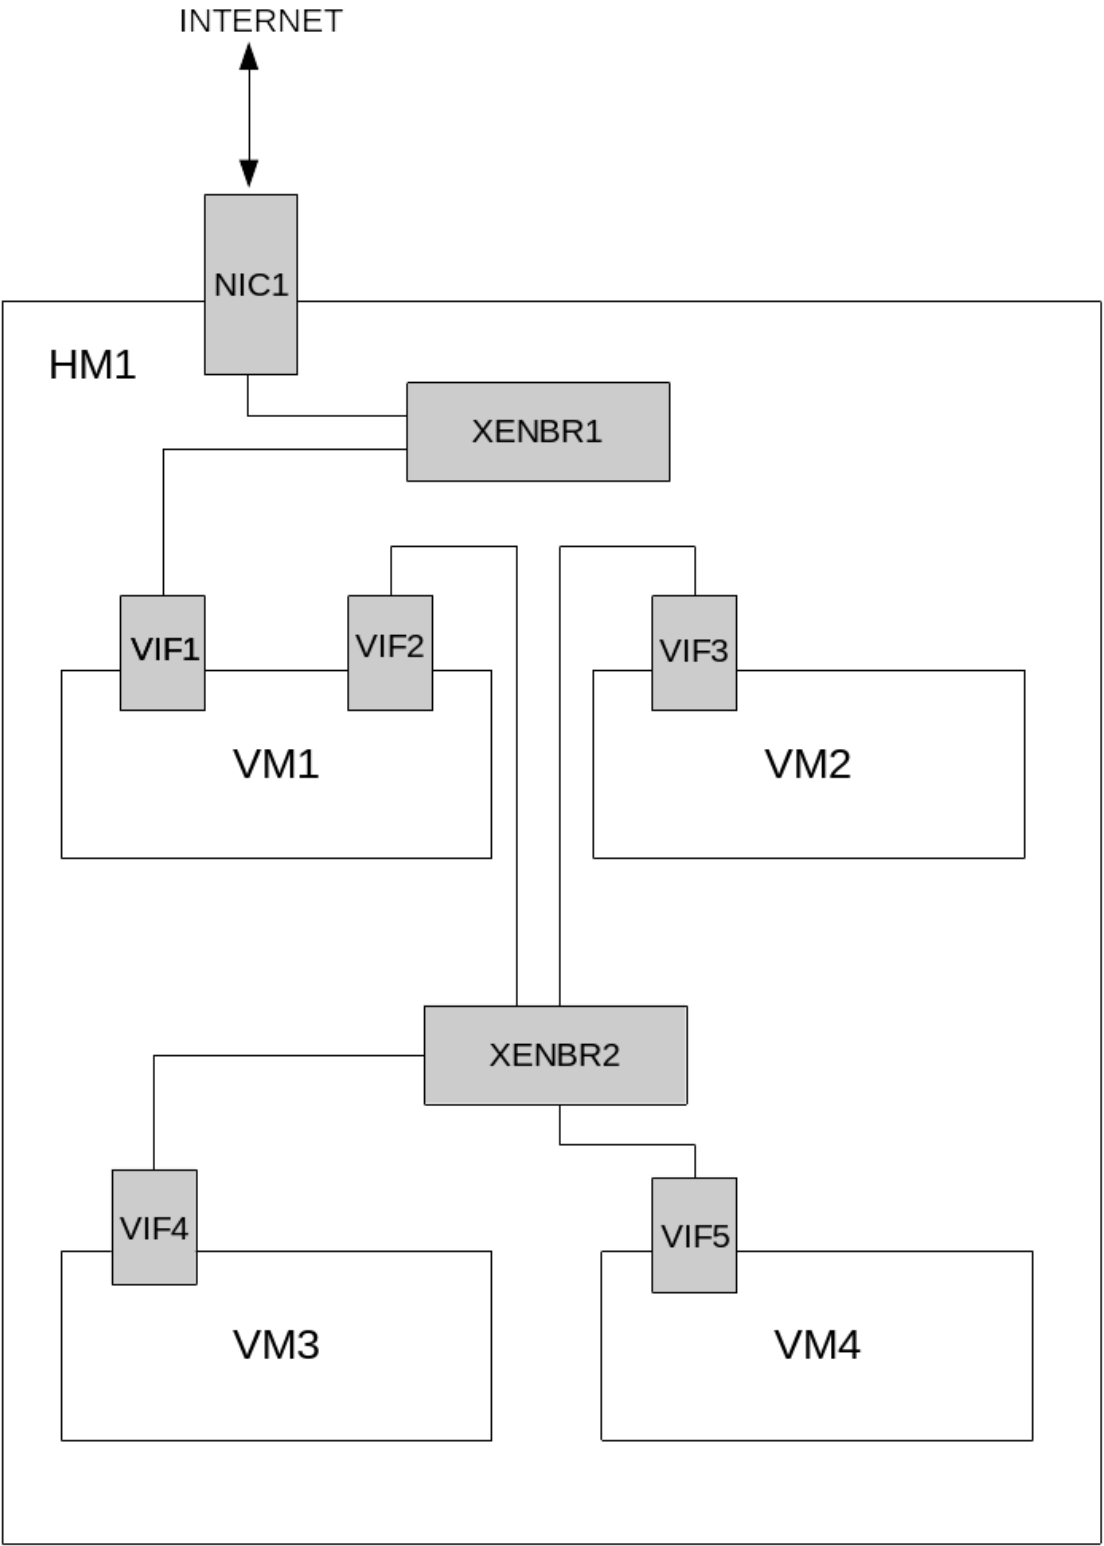 INTERNET
NIC1
HM1
XENBR1
VIF1
VIF2
VIF3
VM1
VM2
XENBR2
VIF4
VIF5
VM3
VM4